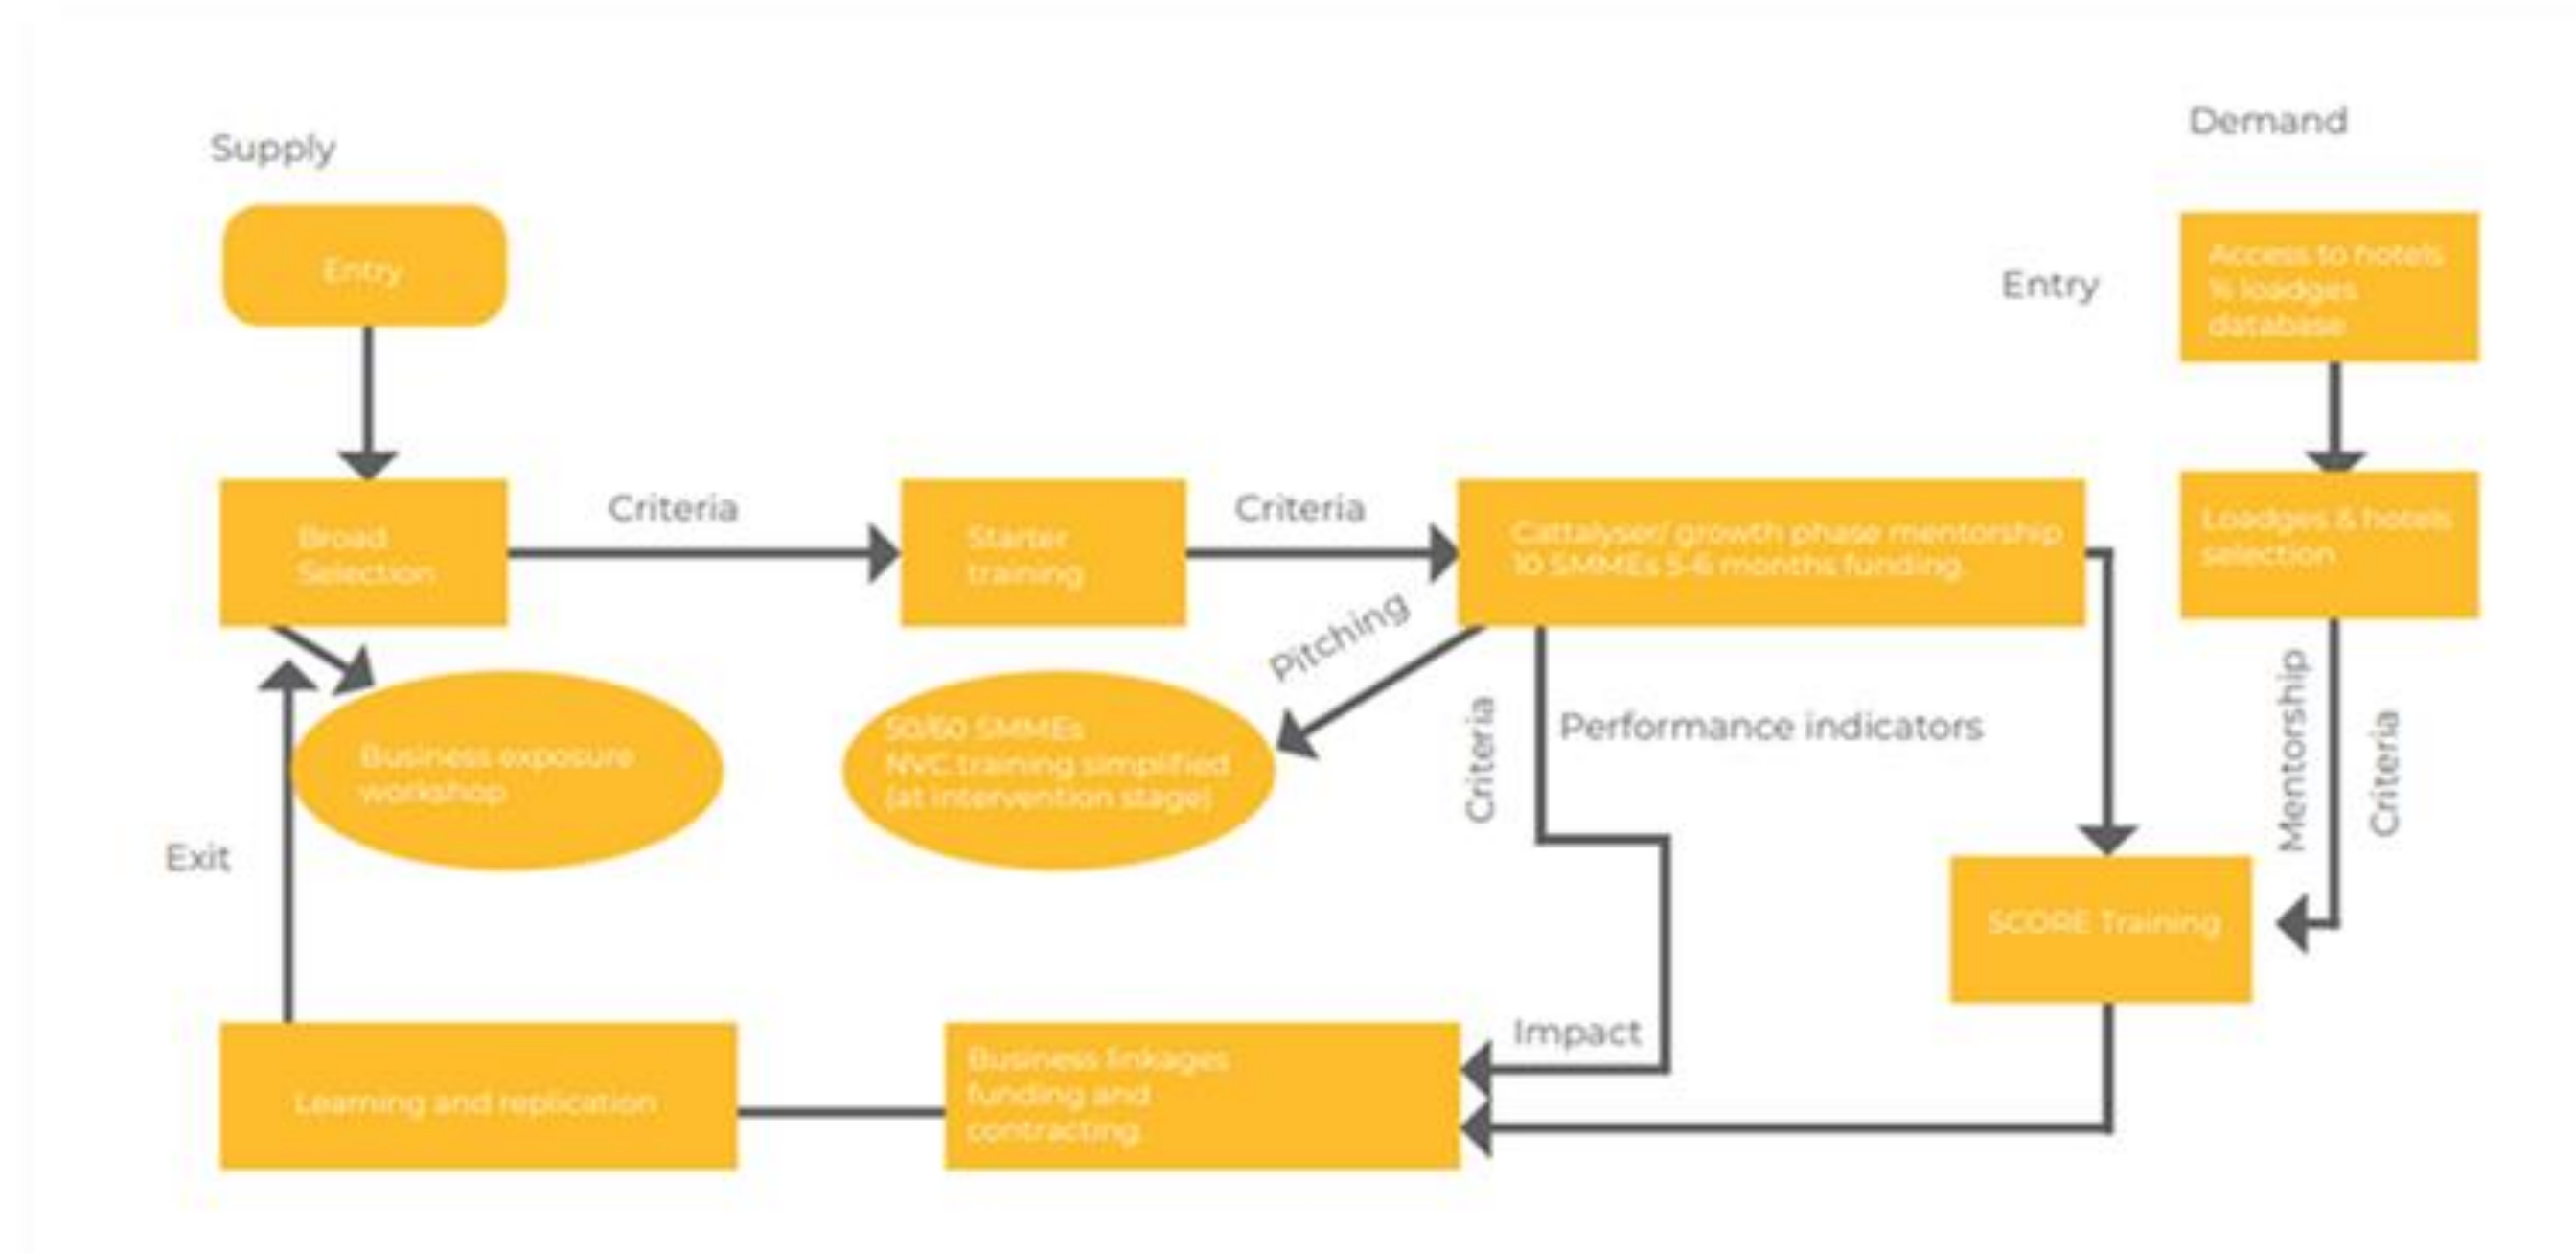 Supply
Demand
Entry
Entry
Access to hotels
% loadges
database
Broad
Selection
Criteria
Starter
training
Criteria
Cattalyser/ growth phase mentorship
10 SMMEs 5-6 months funding.
Loadges & hotels
selection
Pitching
Business exposure
workshop
50/60 SMMEs
NVC training simplified
(at intervention stage)
Criteria
Performance indicators
Mentorship
Criteria
Exit
SCORE Training
Impact
Learning and replication
Business linkages
funding and
contracting.